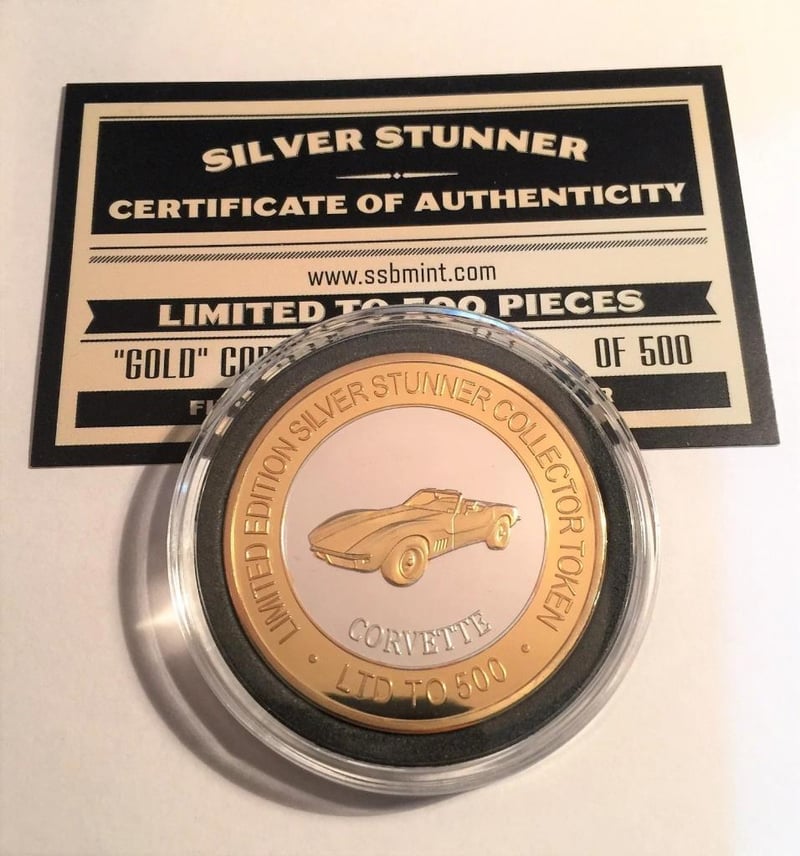 SILVER STUNNER
CERTIFICATE OF AUTHENTICITY
www.ssbmint.com
LIMITED TO 500 PIECES
"GOLD" OF 500
LIMITED EDITION SILVER STUNNER COLLECTOR TOKEN
CORVETTE
LTD TO 500